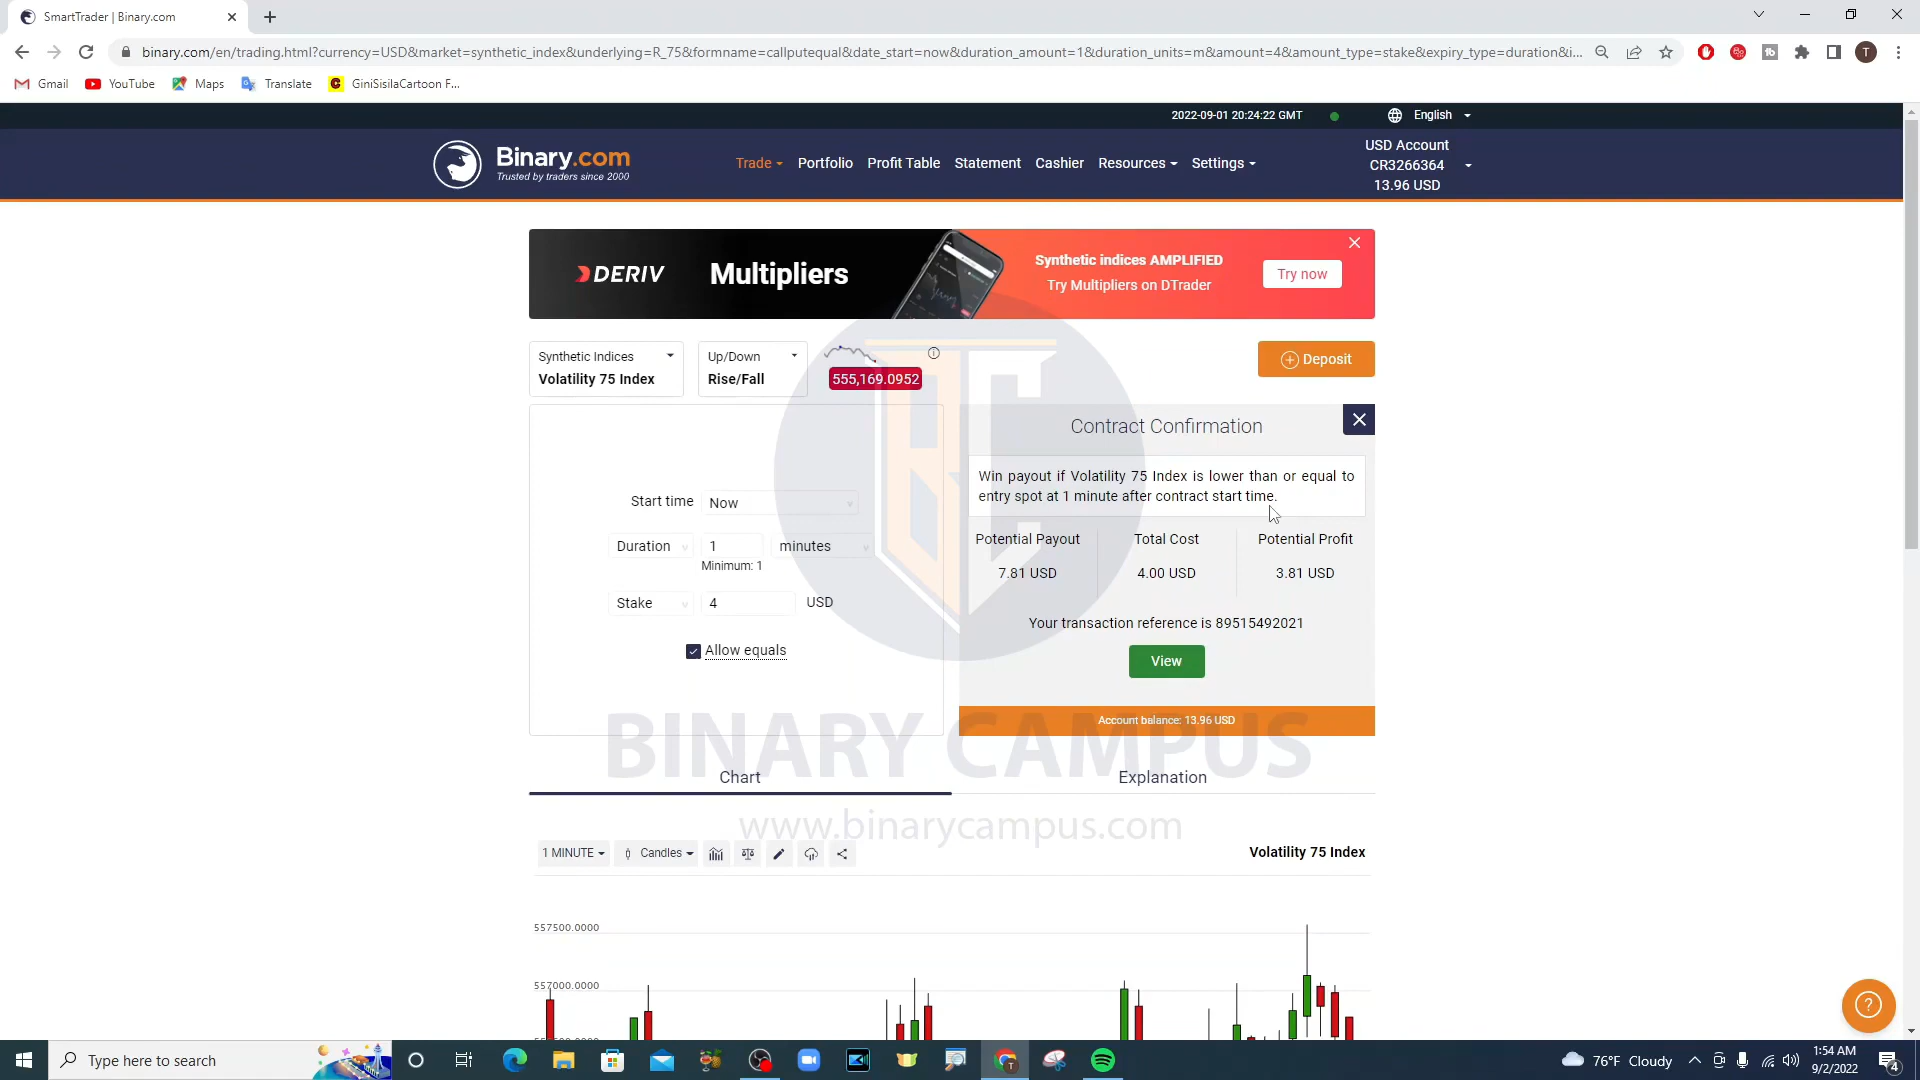 SmartTrader | Binary.com
binary.com/en/trading.html?currency=USD&market=synthetic_index&underlying=R_75&formname=callputequal&date_start=now&duration_amount=1&duration_units=m&amount=4&amount_type=stake&expiry_type=duration&i...
Gmail YouTube Maps Translate GiniSisilaCartoon F...
2022-09-01 20:24:22 GMT English
Binary.com
Trusted by traders since 2000
Trade Portfolio Profit Table Statement Cashier Resources Settings
USD Account
CR3266364
13.96 USD
DERIV Multipliers
Synthetic indices AMPLIFIED
Try Multipliers on DTrader
Try now
Synthetic Indices
Volatility 75 Index
Up/Down
Rise/Fall
555,169.0952
Deposit
Start time Now
Duration 1 minutes
Minimum: 1
Stake 4 USD
Allow equals
Contract Confirmation
Win payout if Volatility 75 Index is lower than or equal to
entry spot at 1 minute after contract start time.
Potential Payout Total Cost Potential Profit
7.81 USD 4.00 USD 3.81 USD
Your transaction reference is 89515492021
View
Account balance: 13.96 USD
BINARY CAMPUS
www.binarycampus.com
Chart Explanation
1 MINUTE Candles Volatility 75 Index
557500.0000
557000.0000
Type here to search
76°F Cloudy
1:54 AM
9/2/2022
4